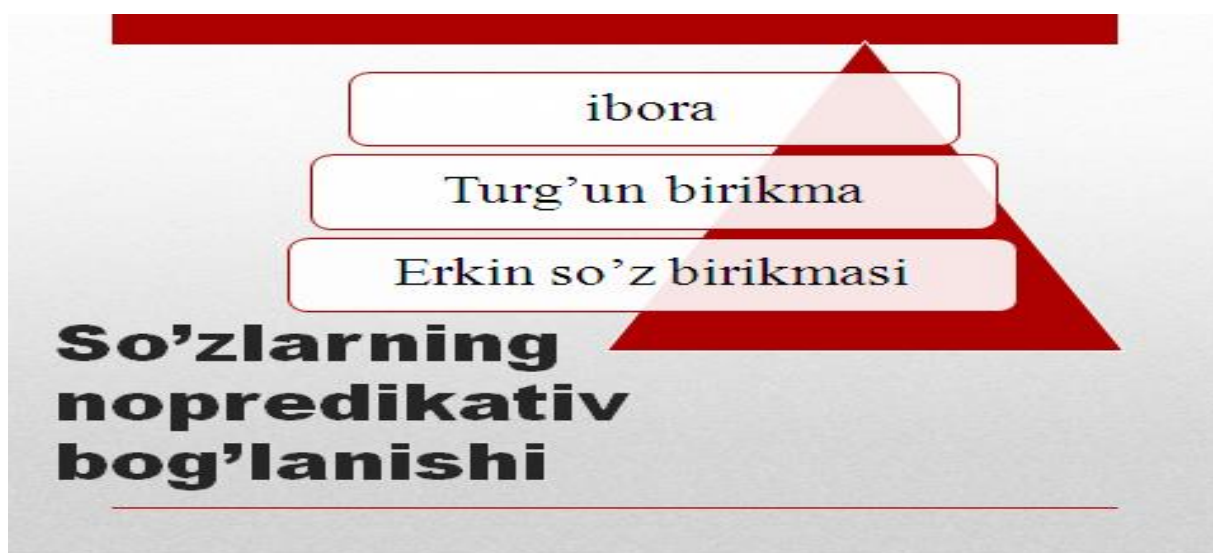 ibora
Turg’un birikma
Erkin so’z birikmasi
So’zlarning
nopredikativ
bog’lanishi